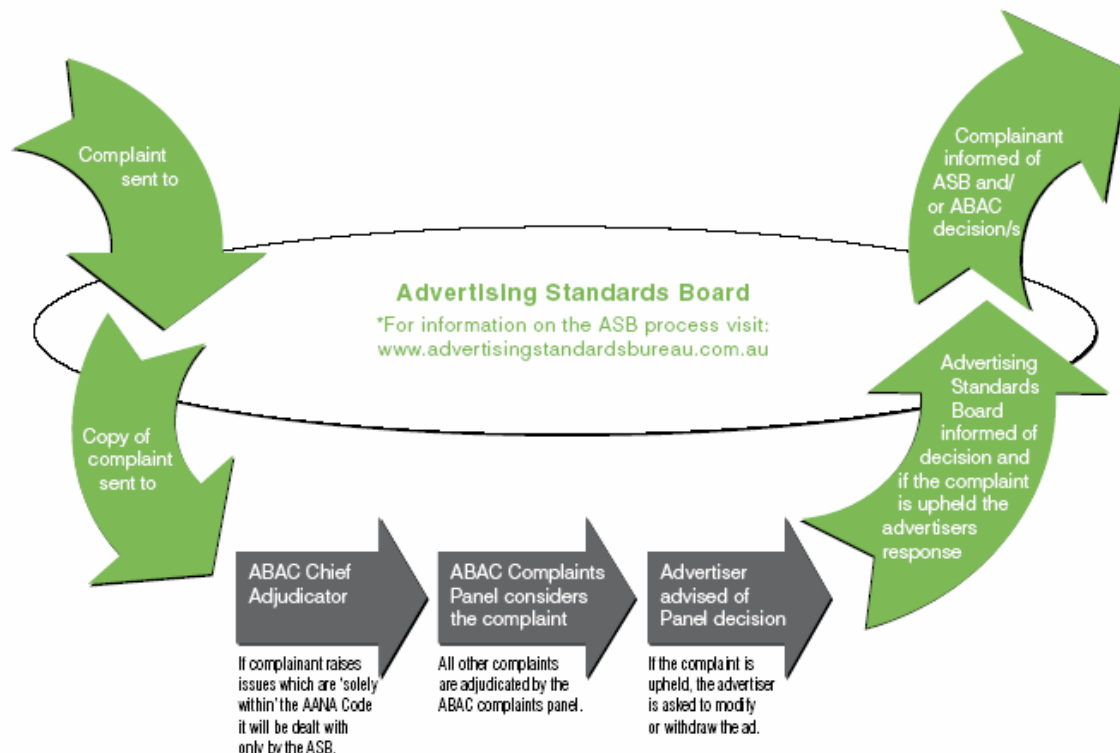 Complaint
sent to
Advertising Standards Board
*For information on the ASB process visit:
www.advertisingstandardsbureau.com.au
Copy of
complaint
sent to
ABAC Chief
Adjudicator
If complainant raises
issues which are 'solely
within' the AANA Code
it will be dealt with
only by the ASB.
ABAC Complaints
Panel considers
the complaint
All other complaints
are adjudicated by the
ABAC complaints panel.
Advertiser
advised of
Panel decision
If the complaint is
upheld, the advertiser
is asked to modify
or withdraw the ad.
Advertising
Standards
Board
informed of
decision and
if the complaint
is upheld the
advertisers
response
Complainant
informed of
ASB and/
or ABAC
decision/s